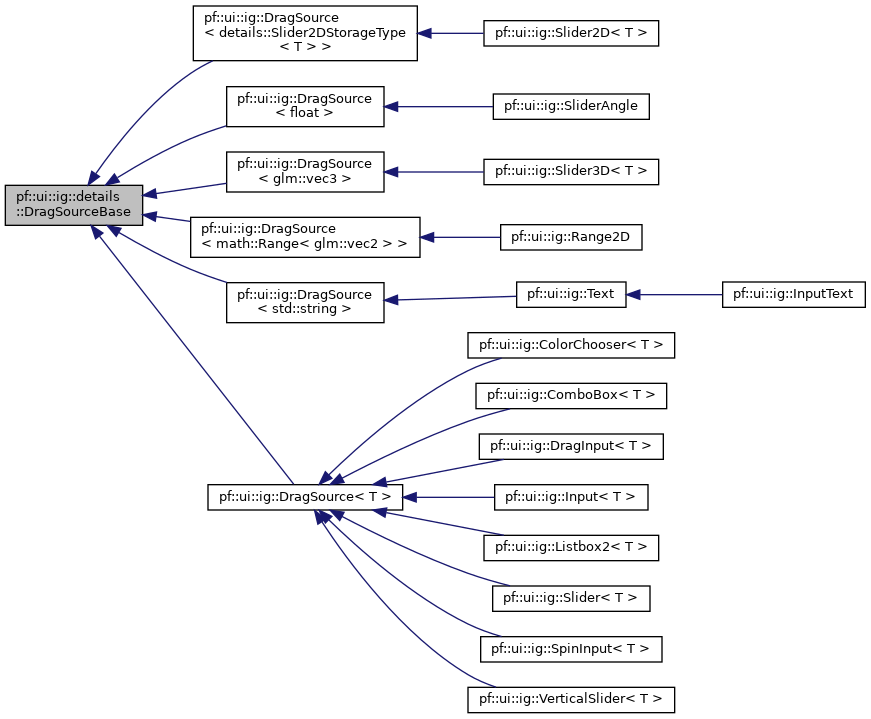 pf::ui::ig::DragSource
< details::Slider2DStorageType
< T > >
pf::ui::ig::Slider2D< T >
pf::ui::ig::DragSource
< float >
pf::ui::ig::SliderAngle
pf::ui::ig::DragSource
< glm::vec3 >
pf::ui::ig::Slider3D< T >
pf::ui::ig::details
::DragSourceBase
pf::ui::ig::DragSource
< math::Range< glm::vec2 > >
pf::ui::ig::Range2D
pf::ui::ig::DragSource
< std::string >
pf::ui::ig::Text
pf::ui::ig::InputText
pf::ui::ig::ColorChooser< T >
pf::ui::ig::ComboBox< T >
pf::ui::ig::DragInput< T >
pf::ui::ig::DragSource< T >
pf::ui::ig::Input< T >
pf::ui::ig::Listbox2< T >
pf::ui::ig::Slider< T >
pf::ui::ig::SpinInput< T >
pf::ui::ig::VerticalSlider< T >